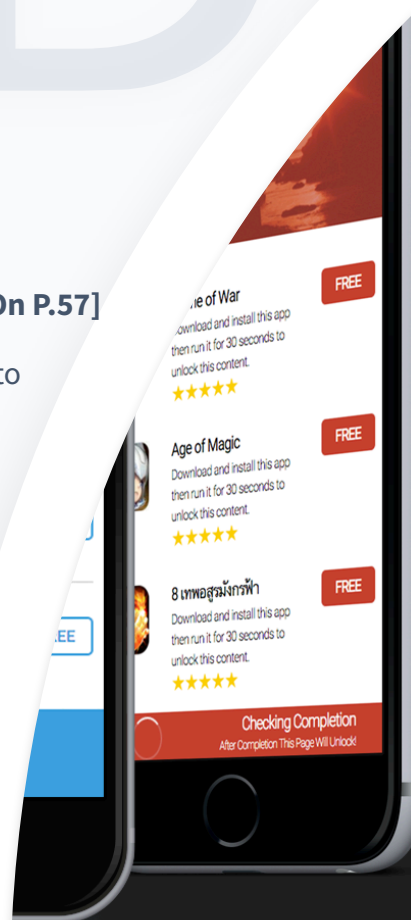 On P.57]
to
ne of War
FREE
Download and install this app
then run it for 30 seconds to
unlock this content.
Age of Magic
FREE
Download and install this app
then run it for 30 seconds to
unlock this content.
8 เทพอสูรมังกรฟ้า
FREE
Download and install this app
then run it for 30 seconds to
unlock this content.
EE
Checking Completion
After Completion This Page Will Unlock!